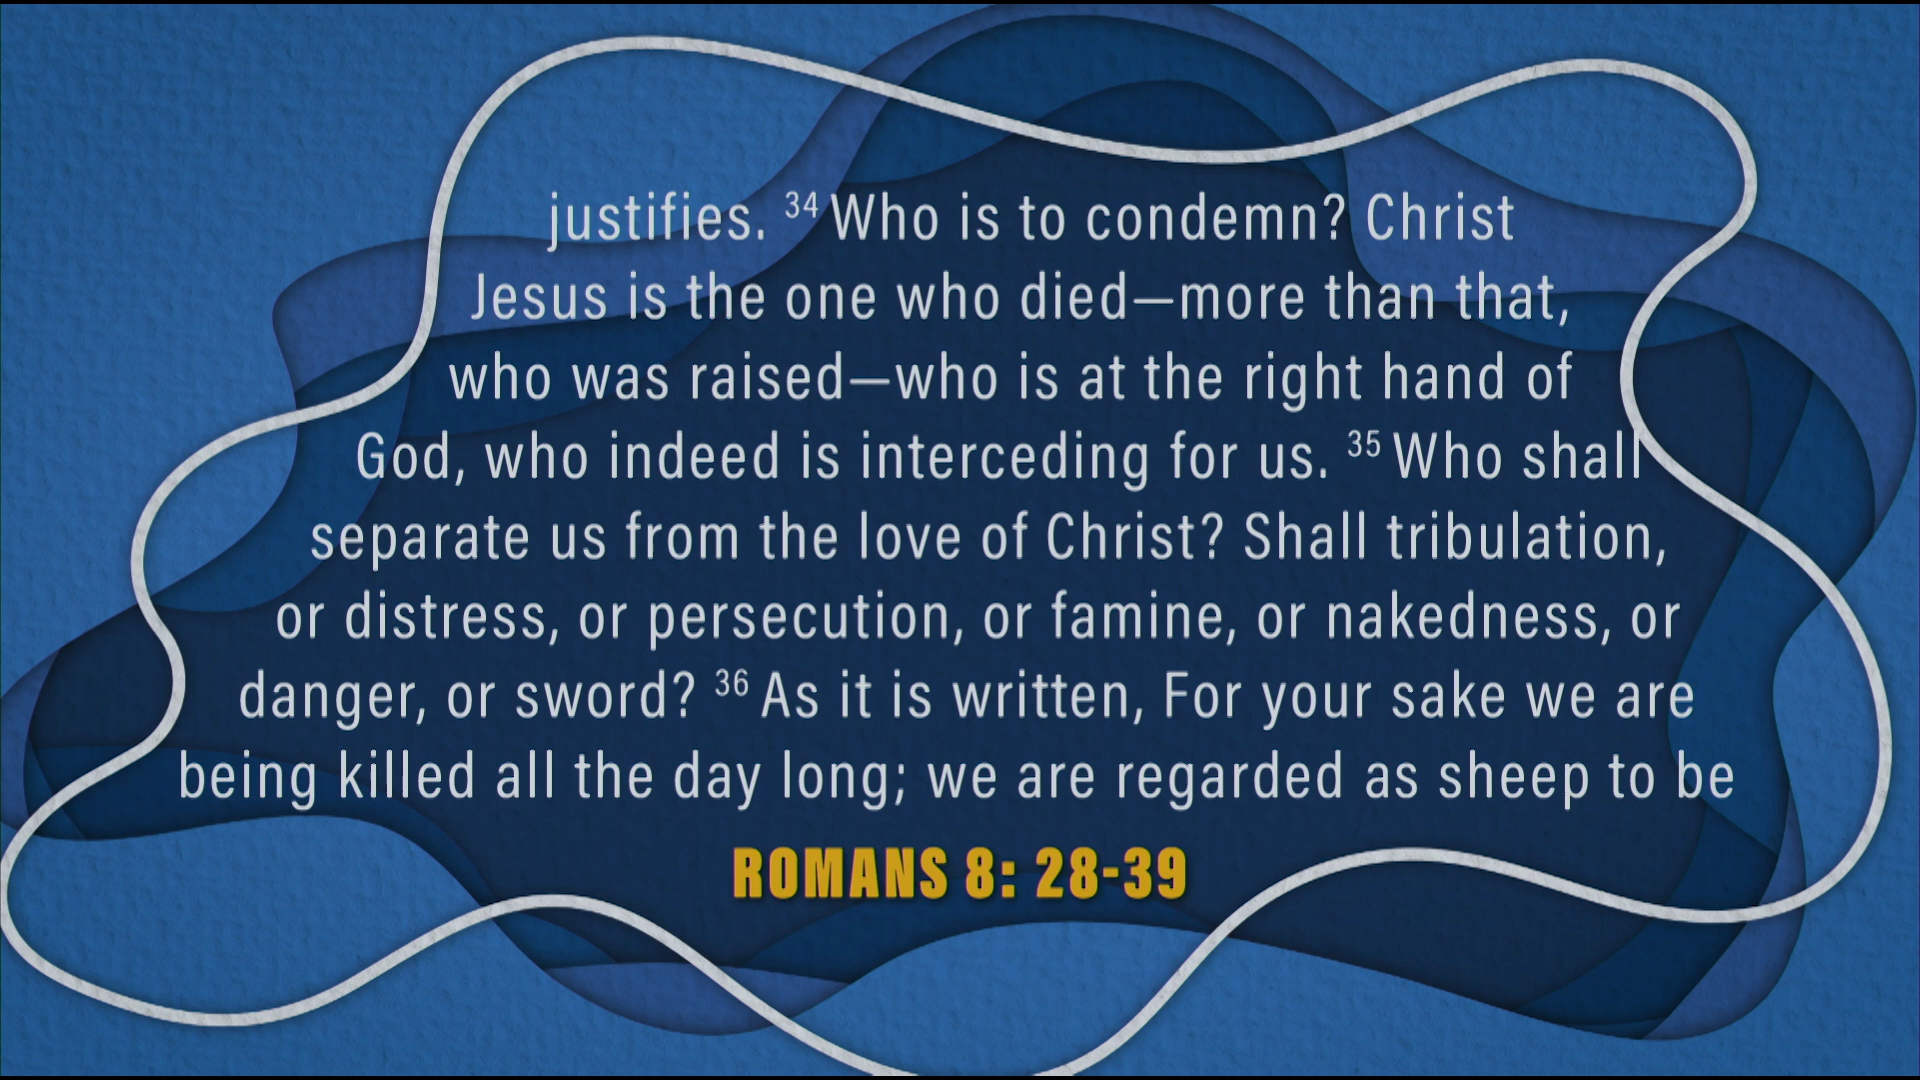 justifies. 34 Who is to condemn? Christ
Jesus is the one who died—more than that,
who was raised—who is at the right hand of
God, who indeed is interceding for us. 35 Who shall
separate us from the love of Christ? Shall tribulation,
or distress, or persecution, or famine, or nakedness, or
danger, or sword? 36 As it is written, For your sake we are
being killed all the day long; we are regarded as sheep to be
ROMANS 8: 28-39